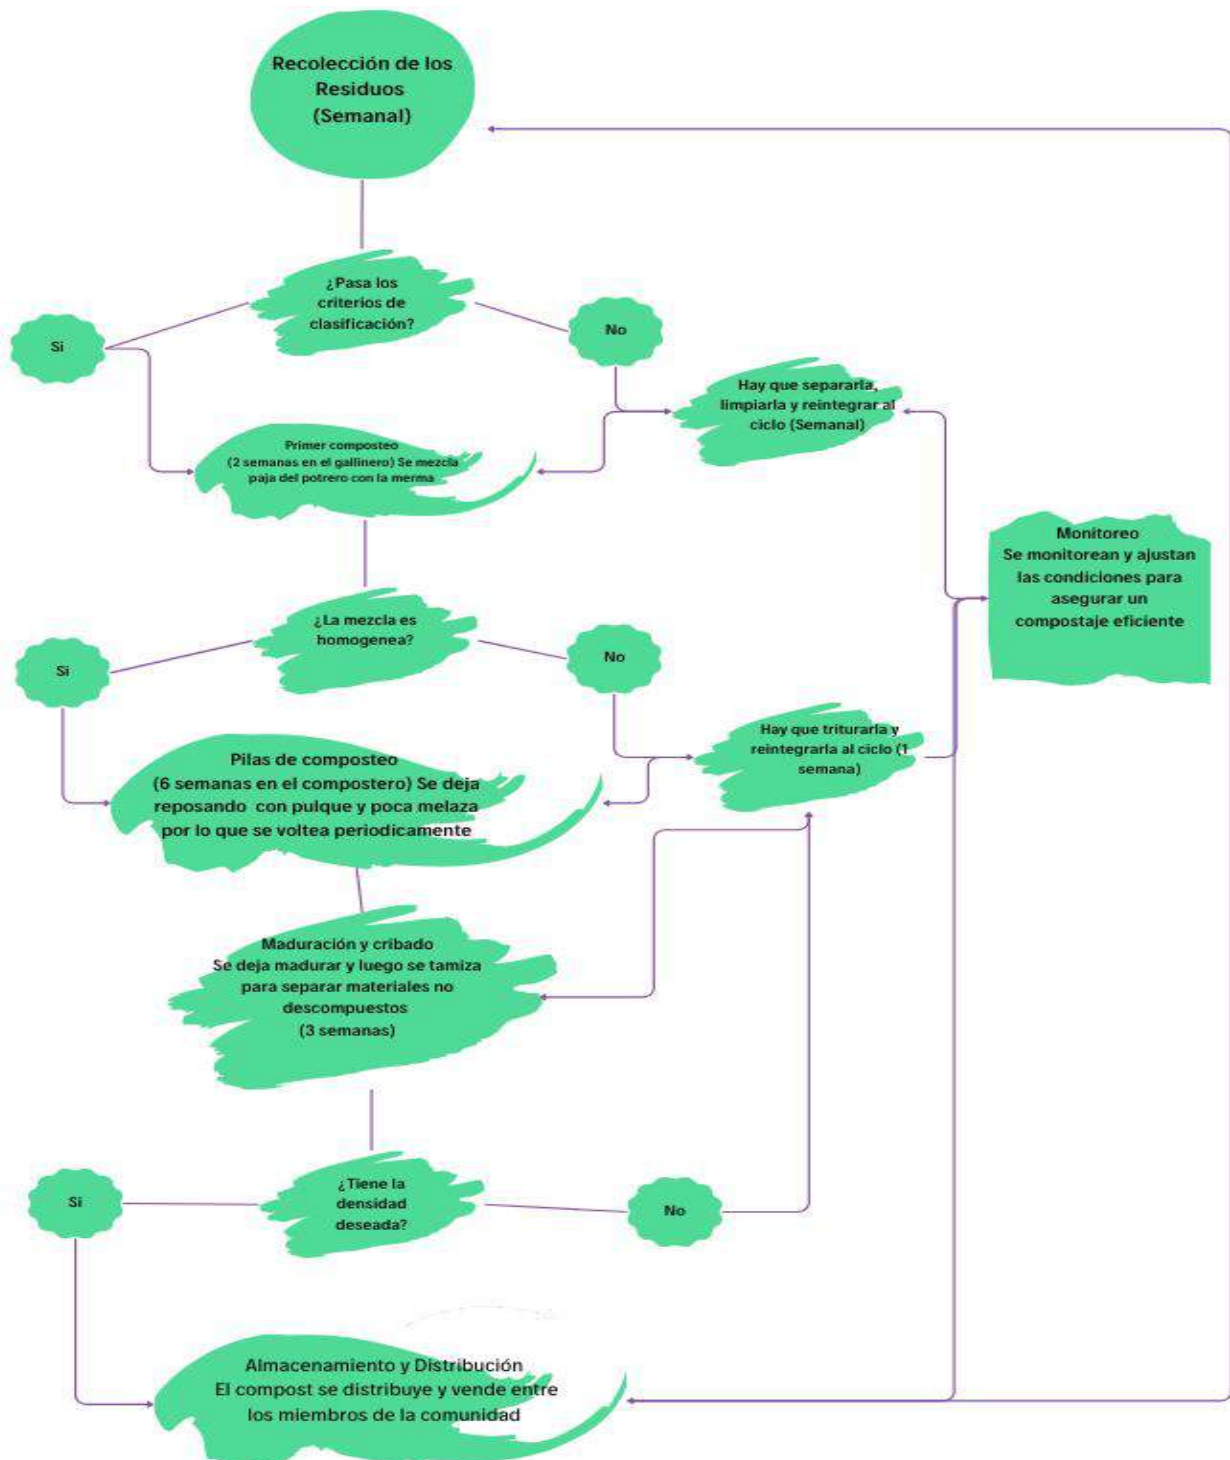 Recolección de los
Residuos
(Semanal)
¿Pasa los
criterios de
clasificación?
Si
No
Hay que separarla,
limpiarla y reintegrar al
ciclo (Semanal)
Primer composteo
(2 semanas en el gallinero) Se mezcla
paja del potrero con la merma
Monitoreo
Se monitorean y ajustan
las condiciones para
asegurar un
compostaje eficiente
¿La mezcla es
homogenea?
Si
No
Hay que triturarla y
reintegrarla al ciclo (1
semana)
Pilas de composteo
(6 semanas en el compostero) Se deja
reposando con pulque y poca melaza
por lo que se voltea periodicamente
Maduración y cribado
Se deja madurar y luego se tamiza
para separar materiales no
descompuestos
(3 semanas)
¿Tiene la
densidad
deseada?
Si
No
Almacenamiento y Distribución
El compost se distribuye y vende entre
los miembros de la comunidad